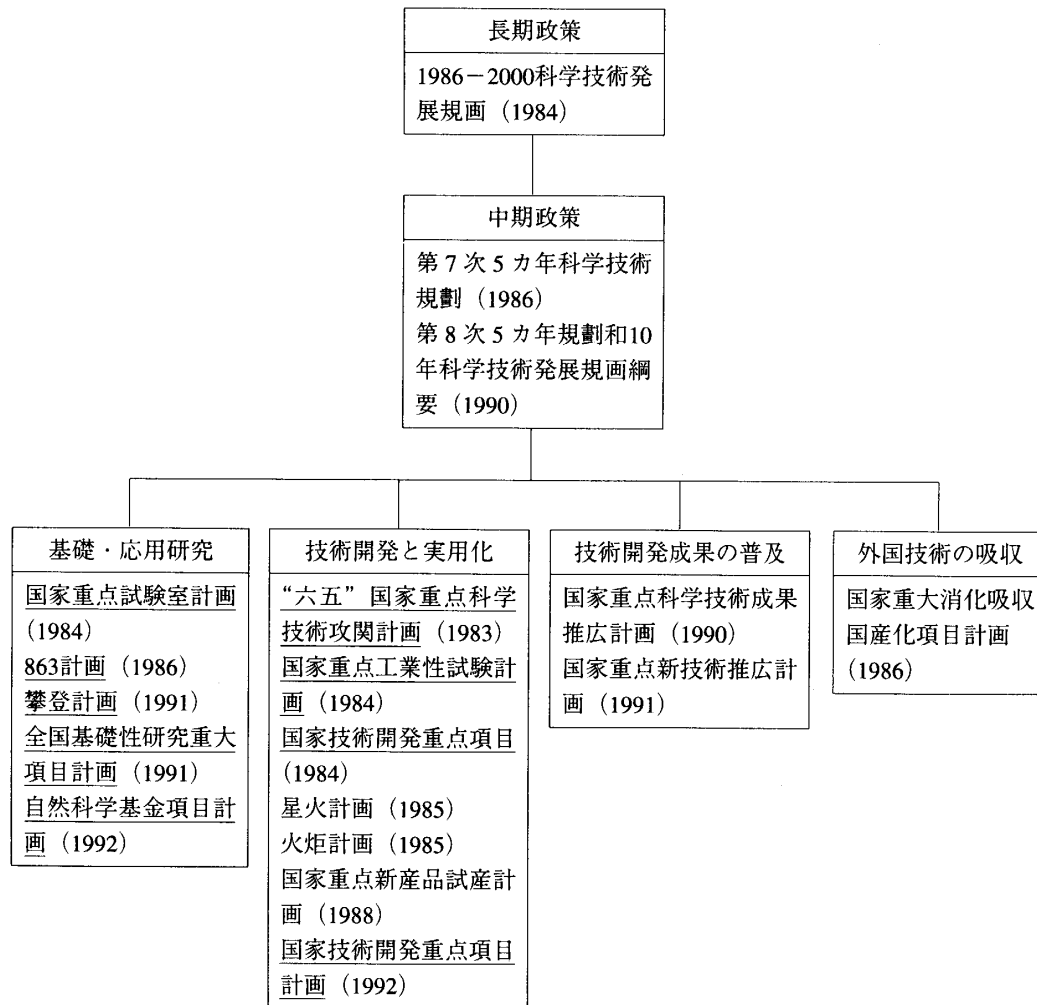 長期政策
1986－2000科学技術発
展規画（1984）
中期政策
第7次5カ年科学技術
規劃（1986）
第8次5カ年規劃和10
年科学技術発展規画綱
要（1990）
基礎・応用研究
国家重点試験室計画
（1984）
863計画（1986）
攀登計画（1991）
全国基礎性研究重大
項目計画（1991）
自然科学基金項目計
画（1992）
技術開発と実用化
“六五”国家重点科学
技術攻関計画（1983）
国家重点工業性試験計
画（1984）
国家技術開発重点項目
（1984）
星火計画（1985）
火炬計画（1985）
国家重点新産品試産計
画（1988）
国家技術開発重点項目
計画（1992）
技術開発成果の普及
国家重点科学技術成果
推広計画（1990）
国家重点新技術推広計
画（1991）
外国技術の吸収
国家重大消化吸収
国産化項目計画
（1986）